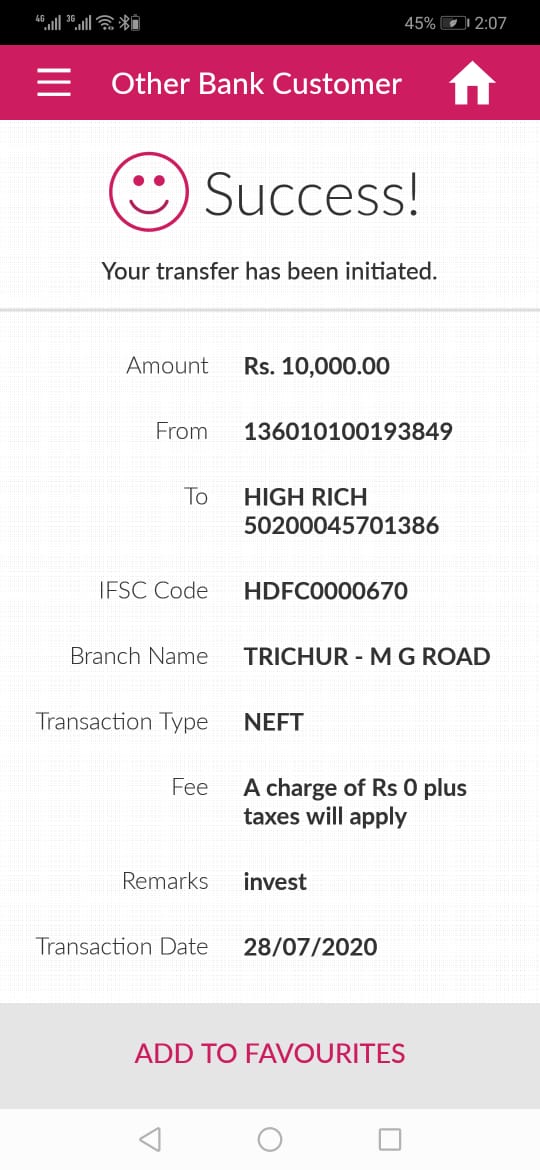 4G 3G 45% 2:07
Other Bank Customer
Success!
Your transfer has been initiated.
Amount Rs. 10,000.00
From 136010100193849
To HIGH RICH
50200045701386
IFSC Code HDFC0000670
Branch Name TRICHUR - M G ROAD
Transaction Type NEFT
Fee A charge of Rs 0 plus
taxes will apply
Remarks invest
Transaction Date 28/07/2020
ADD TO FAVOURITES